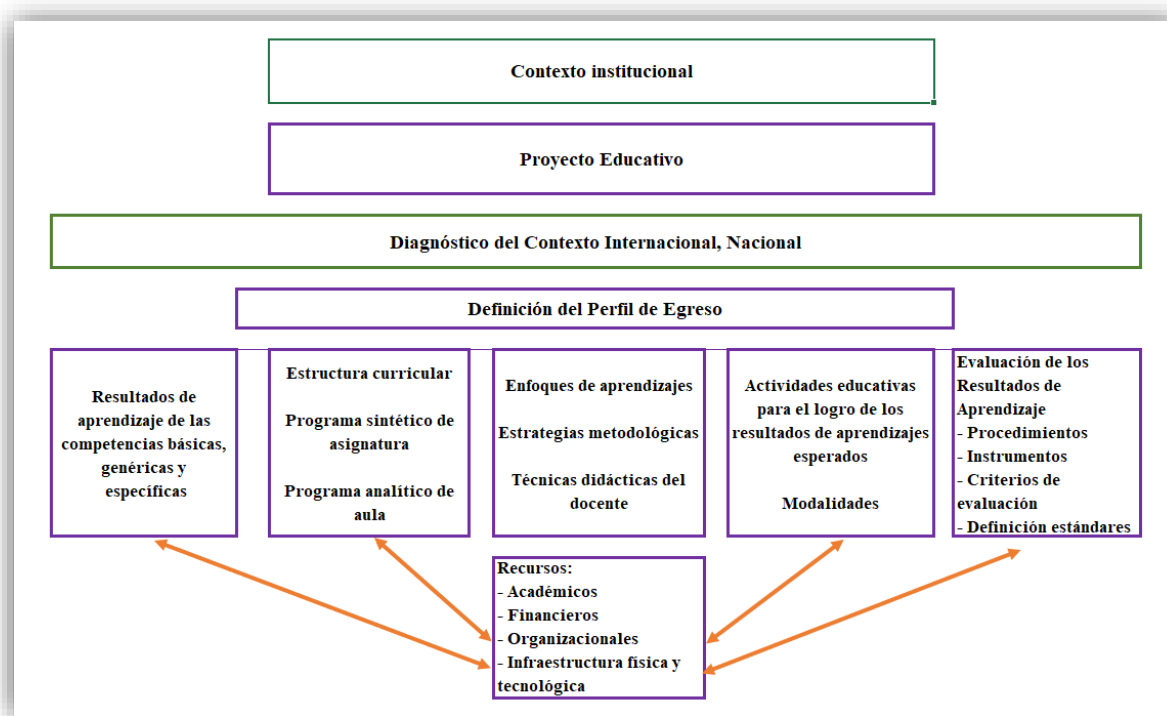 Contexto institucional
Proyecto Educativo
Diagnóstico del Contexto Internacional, Nacional
Definición del Perfil de Egreso
Resultados de
aprendizaje de las
competencias básicas,
genéricas y
específicas
Estructura curricular
Programa sintético de
asignatura
Programa analítico de
aula
Enfoques de aprendizajes
Estrategias metodológicas
Técnicas didácticas del
docente
Actividades educativas
para el logro de los
resultados de aprendizajes
esperados
Modalidades
Evaluación de los
Resultados de
Aprendizaje
- Procedimientos
- Instrumentos
- Criterios de
evaluación
- Definición estándares
Recursos:
- Académicos
- Financieros
- Organizacionales
- Infraestructura física y
tecnológica